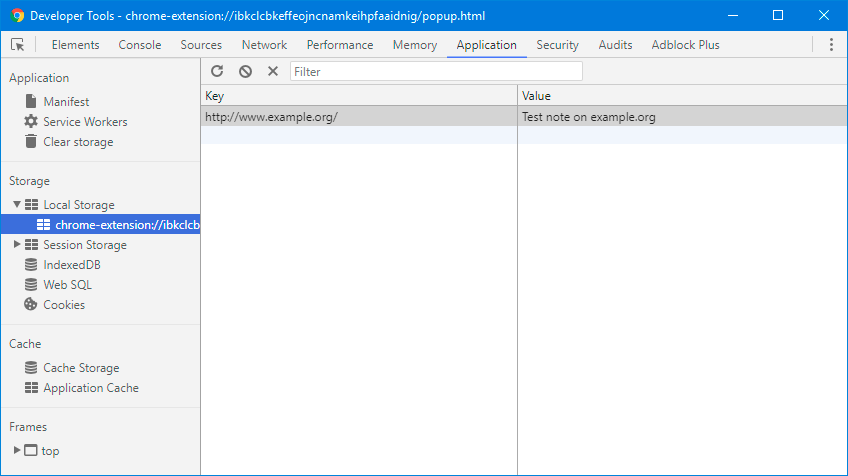 Developer Tools - chrome-extension://ibkclcbkeffeojncnamkeihpfaaidnig/popup.html
Elements Console Sources Network Performance Memory Application Security Audits Adblock Plus
Application
Manifest
Service Workers
Clear storage
Storage
Local Storage
chrome-extension://ibkclcb
Session Storage
IndexedDB
Web SQL
Cookies
Cache
Cache Storage
Application Cache
Frames
top
Filter
Key Value
http://www.example.org/ Test note on example.org